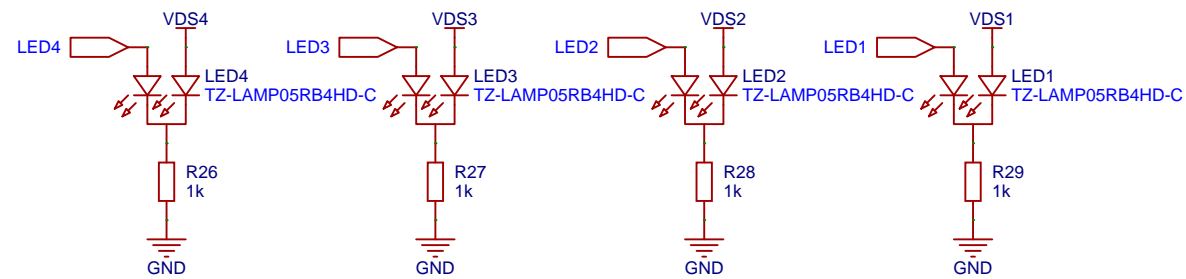 VDS4
VDS3
VDS2
VDS1
LED4
LED3
LED2
LED1
LED4
TZ-LAMP05RB4HD-C
LED3
TZ-LAMP05RB4HD-C
LED2
TZ-LAMP05RB4HD-C
LED1
TZ-LAMP05RB4HD-C
R26
1k
R27
1k
R28
1k
R29
1k
GND
GND
GND
GND